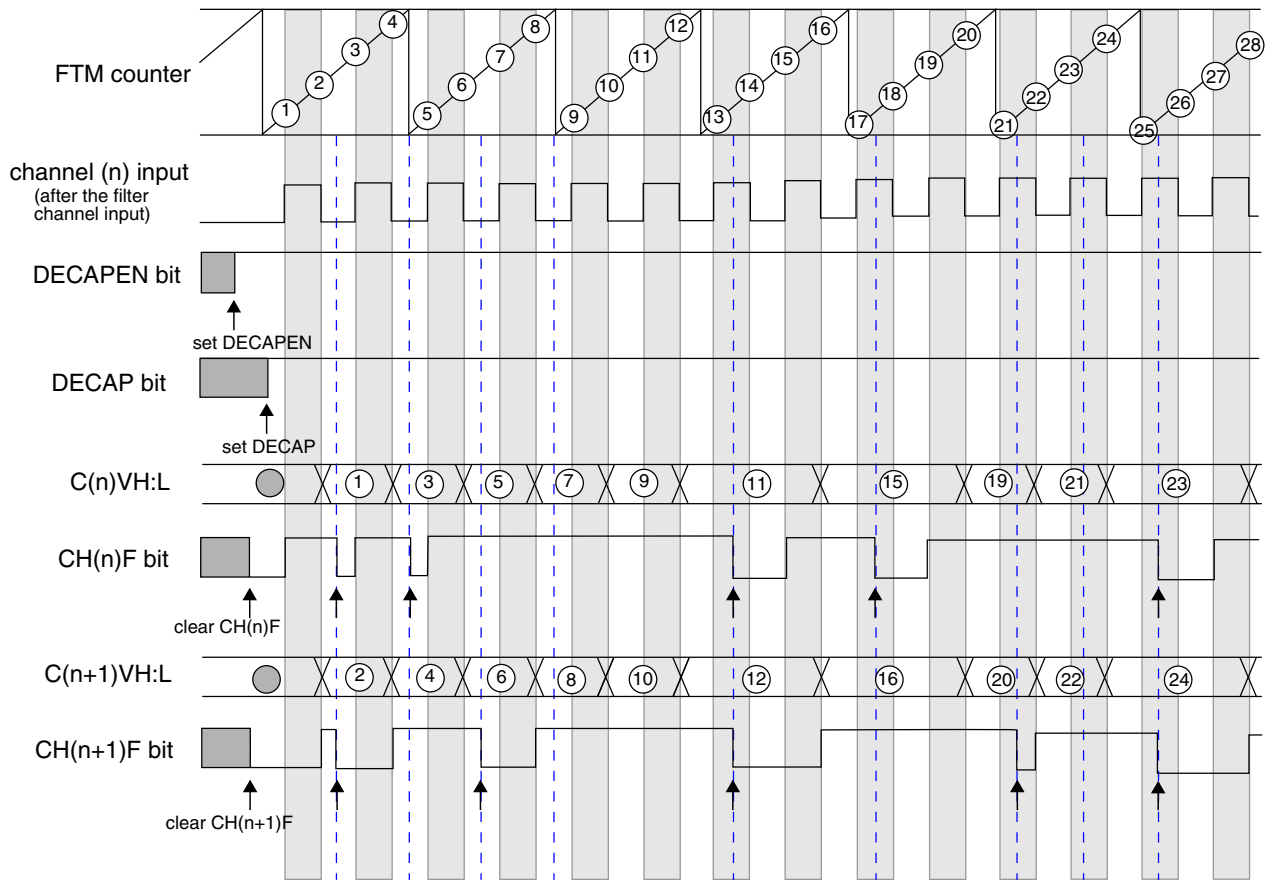 4 8 12 16 20 24 28
3 7 11 15 19 23 27
FTM counter
2 6 10 14 18 22 26
1 5 9 13 17 21 25
channel (n) input
(after the filter
channel input)
DECAPEN bit
set DECAPEN
DECAP bit
set DECAP
C(n)VH:L 1 3 5 7 9 11 15 19 21 23
CH(n)F bit
clear CH(n)F
C(n+1)VH:L 2 4 6 8 10 12 16 20 22 24
CH(n+1)F bit
clear CH(n+1)F